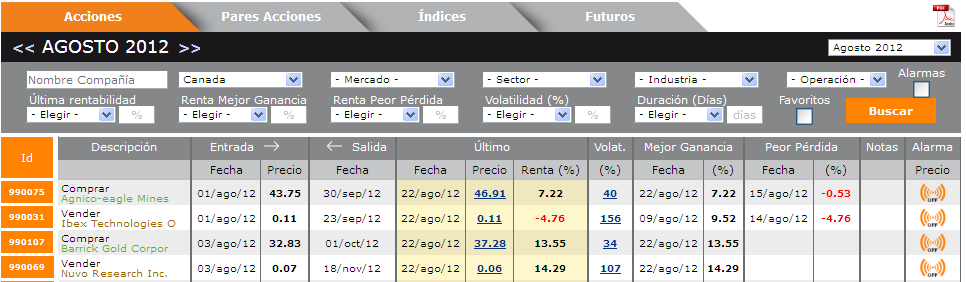 Acciones Pares Acciones Índices Futuros
PDF
Adobe
<< AGOSTO 2012 >> Agosto 2012
Nombre Compañía Canada - Mercado - - Sector - - Industria - - Operación - Alarmas
Última rentabilidad Renta Mejor Ganancia Renta Peor Pérdida Volatilidad (%) Duración (Días) Favoritos
- Elegir - % - Elegir - % - Elegir - % - Elegir - % - Elegir - días Buscar
Id Descripción Entrada → ← Salida Último Volat. Mejor Ganancia Peor Pérdida Notas Alarma
Fecha Precio Fecha Fecha Precio Renta (%) (%) Fecha (%) Fecha (%) Precio
990075 Comprar 01/ago/12 43.75 30/sep/12 22/ago/12 46.91 7.22 40 22/ago/12 7.22 15/ago/12 -0.53 OFF
Agnico-eagle Mines
990031 Vender 01/ago/12 0.11 23/sep/12 22/ago/12 0.11 -4.76 156 09/ago/12 9.52 14/ago/12 -4.76 OFF
Ibex Technologies O
990107 Comprar 03/ago/12 32.83 01/oct/12 22/ago/12 37.28 13.55 34 22/ago/12 13.55 OFF
Barrick Gold Corpor
990069 Vender 03/ago/12 0.07 18/nov/12 22/ago/12 0.06 14.29 107 22/ago/12 14.29 OFF
Nuvo Research Inc.